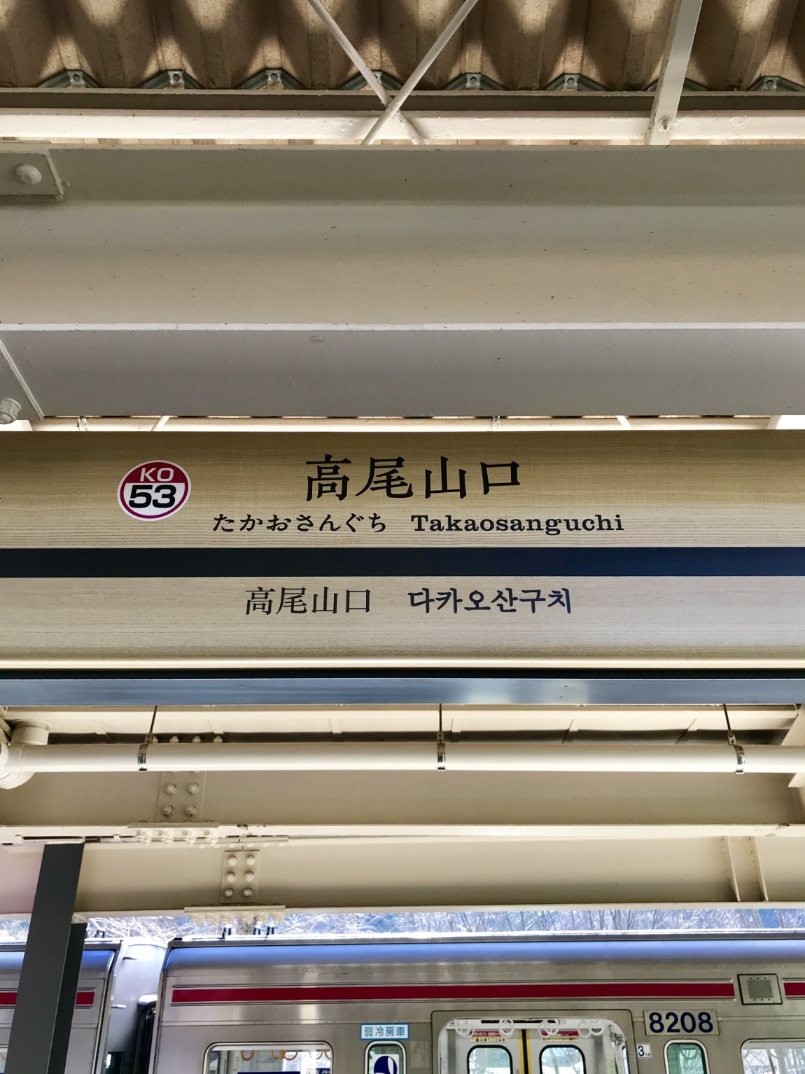 KO
53
高尾山口
たかおさんぐち Takaosanguchi
高尾山口 다카오산구치
弱冷房車
8208
3